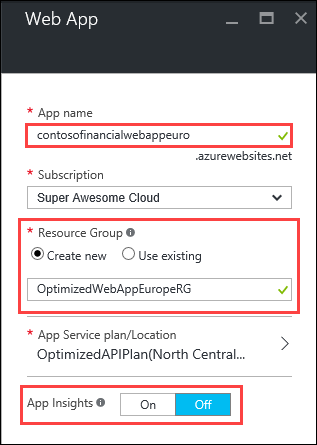 Web App
* App name
contosofinancialwebappeuro
.azurewebsites.net
* Subscription
Super Awesome Cloud
* Resource Group
Create new Use existing
OptimizedWebAppEuropeRG
* App Service plan/Location
OptimizedAPIPlan(North Central...
App Insights On Off